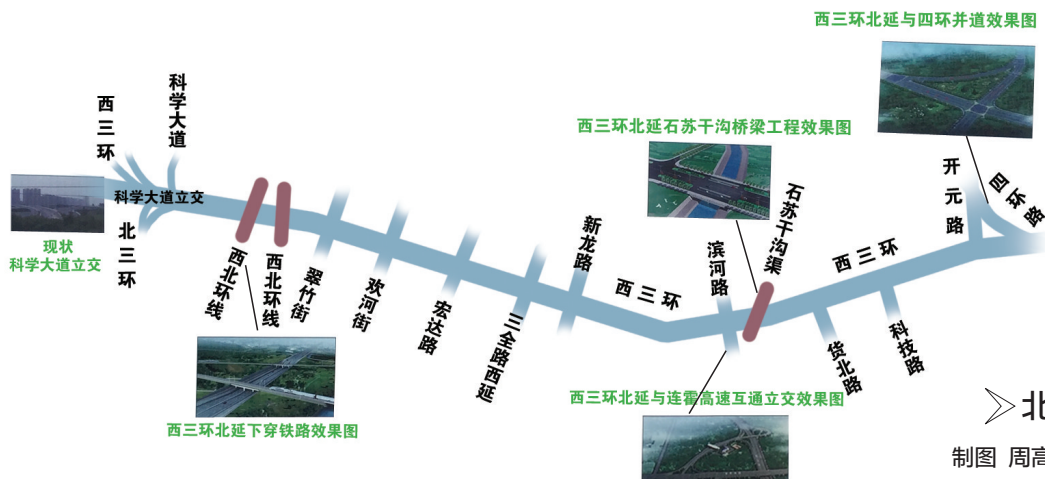 西三环北延与四环并道效果图
西三环北延石苏干沟桥梁工程效果图
西三环
科学大道
科学大道立交
北三环
现状
科学大道立交
西北环线
西北环线
翠竹街
欢河街
宏达路
三全路西延
新龙路
西三环
滨河路
石苏干沟渠
西三环
开元路
四环路
货北路
科技路
西三环北延下穿铁路效果图
西三环北延与连霍高速互通立交效果图
北
制图 周高